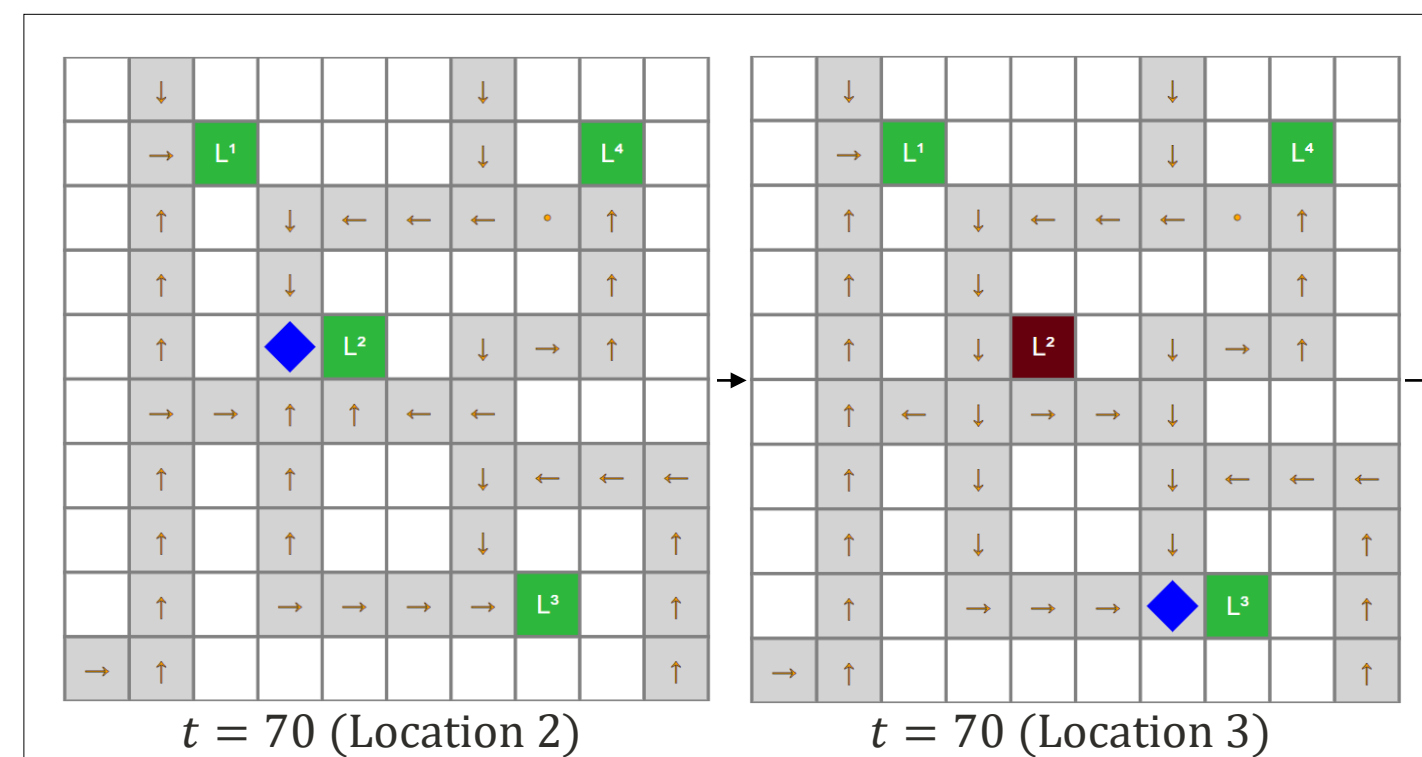 L¹ L⁴ L¹ L⁴
L² L²
L³ L³
t = 70 (Location 2) t = 70 (Location 3)